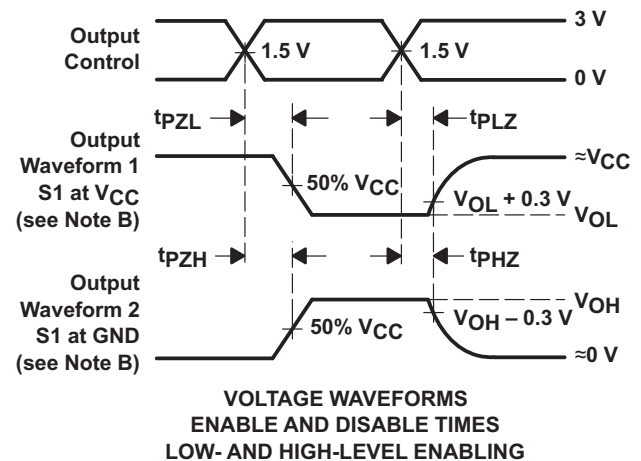 Output
Control
1.5 V
1.5 V
3 V
0 V
tPZL
tPLZ
Output
Waveform 1
S1 at VCC
(see Note B)
50% VCC
≈VCC
VOL + 0.3 V
VOL
tPZH
tPHZ
Output
Waveform 2
S1 at GND
(see Note B)
50% VCC
VOH
VOH – 0.3 V
≈0 V
VOLTAGE WAVEFORMS
ENABLE AND DISABLE TIMES
LOW- AND HIGH-LEVEL ENABLING